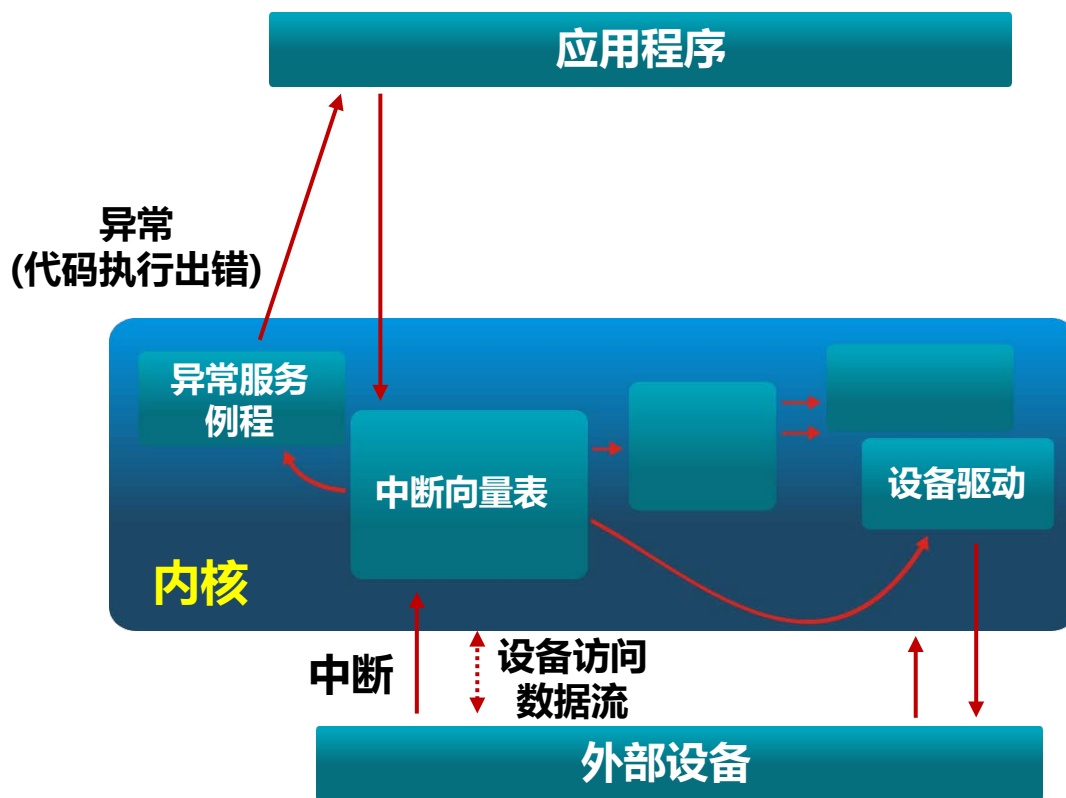 应用程序
异常
(代码执行出错)
异常服务
例程
中断向量表
设备驱动
内核
中断
设备访问
数据流
外部设备